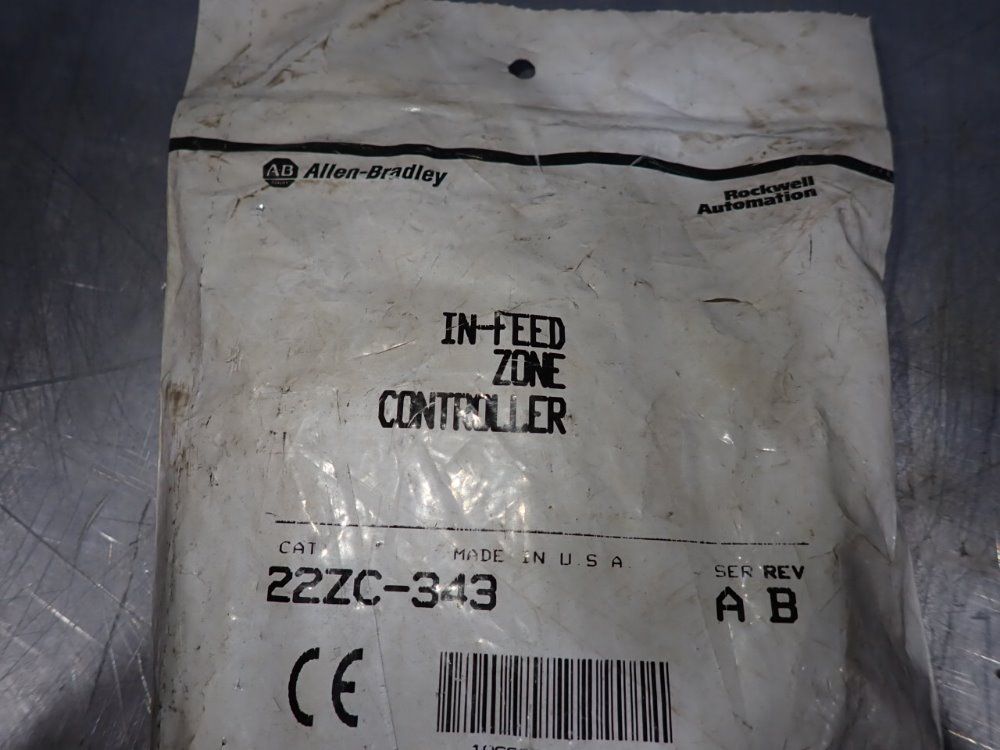 AB Allen-Bradley
Rockwell
Automation
IN-FEED
ZONE
CONTROLLER
CAT MADE IN U.S.A. SER REV
22ZC-343 A B
CE